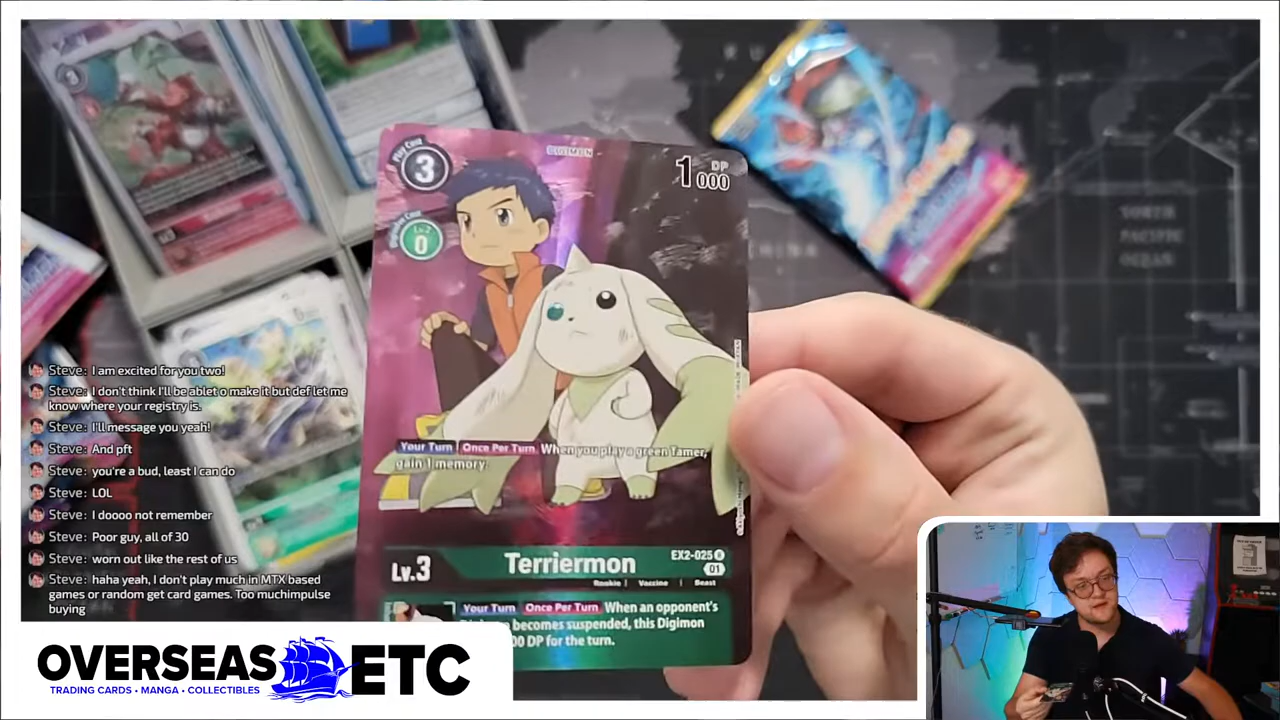 Play Cost
3
DIGIMON
DP
1000
Lv.2
0
Your Turn Once Per Turn When you play a green Tamer,
gain 1 memory.
Lv.3
Terriermon
EX2-025 R
01
Rookie | Vaccine | Beast
Your Turn Once Per Turn When an opponent's
becomes suspended, this Digimon
00 DP for the turn.
NORTH
PACIFIC
OCEAN
Steve: I am excited for you two!
Steve: I don't think I'll be ablet o make it but def let me
know where your registry is.
Steve: I'll message you yeah!
Steve: And pft
Steve: you're a bud, least I can do
Steve: LOL
Steve: I doooo not remember
Steve: Poor guy, all of 30
Steve: worn out like the rest of us
Steve: haha yeah, I don't play much in MTX based
games or random get card games. Too muchimpulse
buying
OVERSEAS ETC
TRADING CARDS • MANGA • COLLECTIBLES